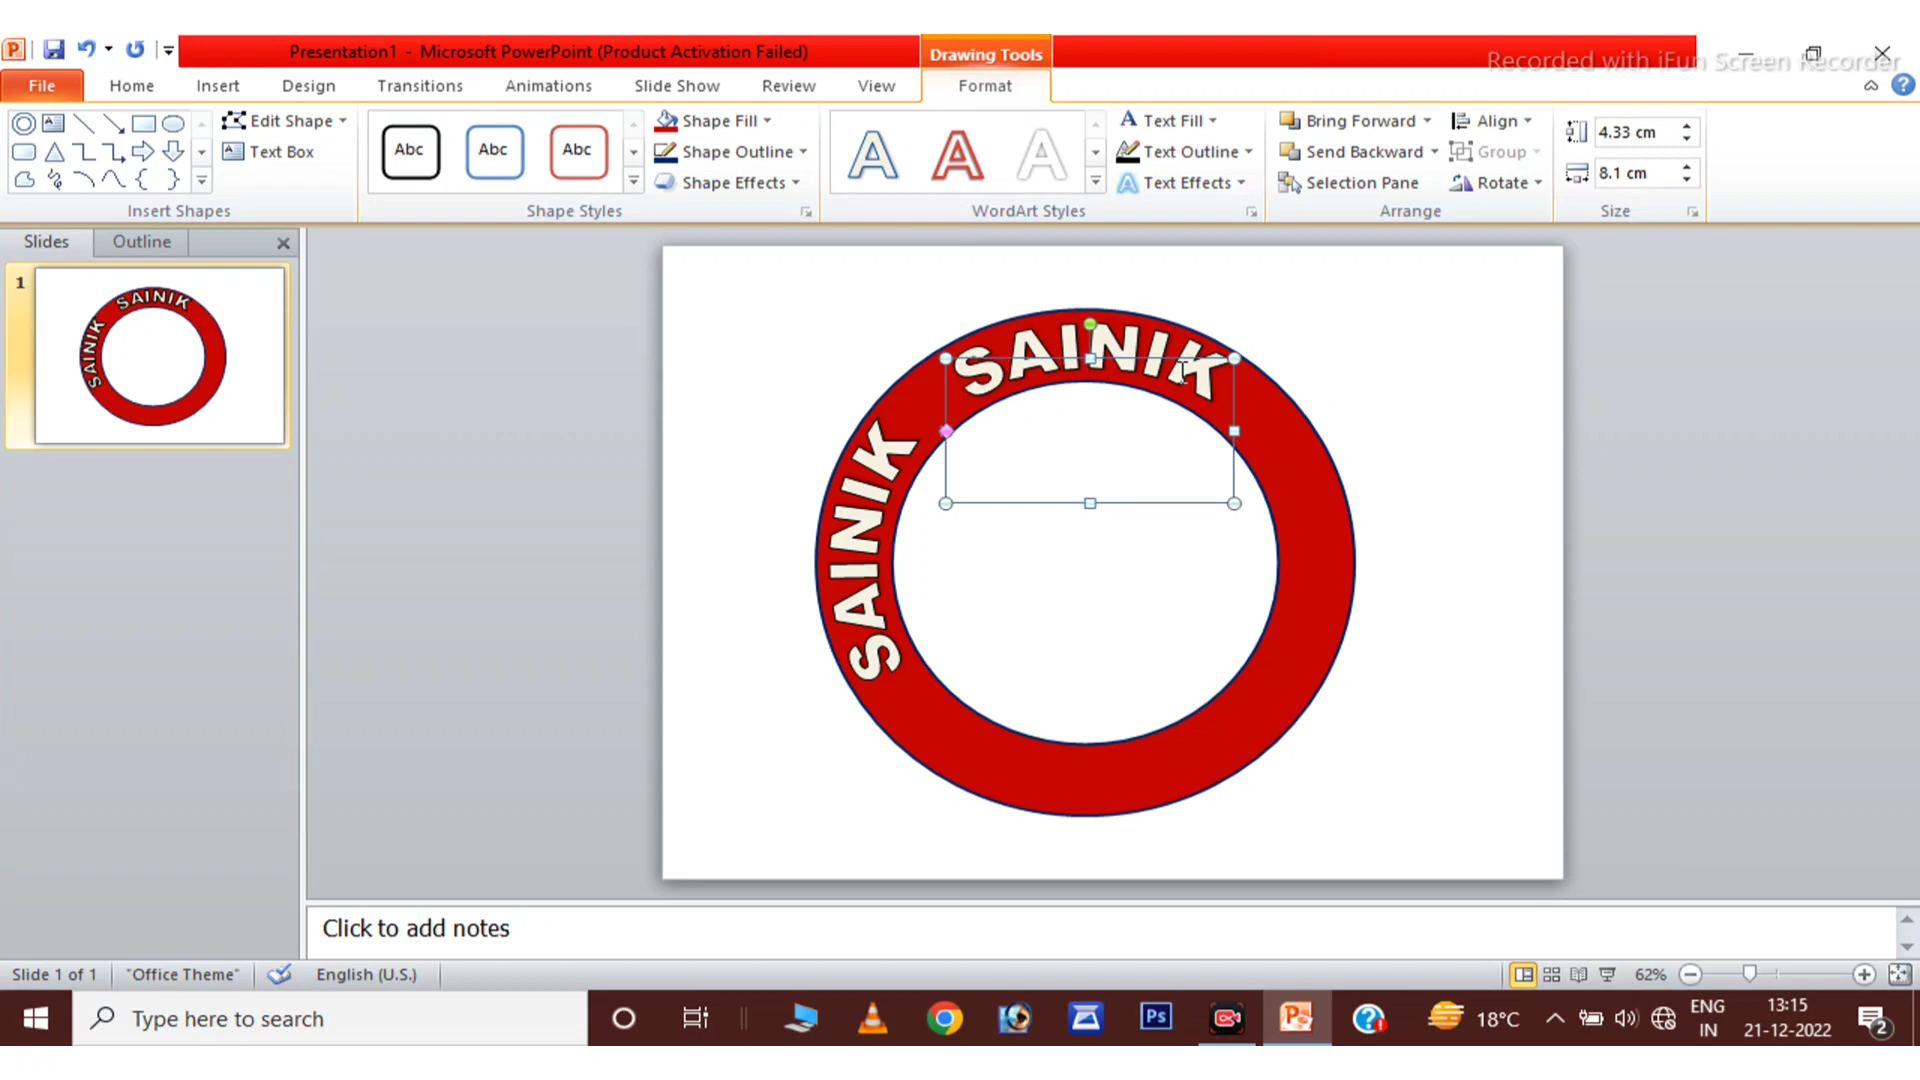 Presentation1 - Microsoft PowerPoint (Product Activation Failed)
Drawing Tools
Recorded with iFun Screen Recorder
File Home Insert Design Transitions Animations Slide Show Review View Format
Edit Shape
Text Box
Insert Shapes
Abc Abc Abc
Shape Fill
Shape Outline
Shape Effects
Shape Styles
Text Fill
Text Outline
Text Effects
WordArt Styles
Bring Forward
Send Backward
Selection Pane
Align
Group
Rotate
Arrange
4.33 cm
8.1 cm
Size
Slides Outline
1
SAINIK
SAINIK
SAINIK
SAINIK
Click to add notes
Slide 1 of 1 "Office Theme" English (U.S.) 62%
Type here to search
Ps
18°C
ENG
IN
13:15
21-12-2022
2